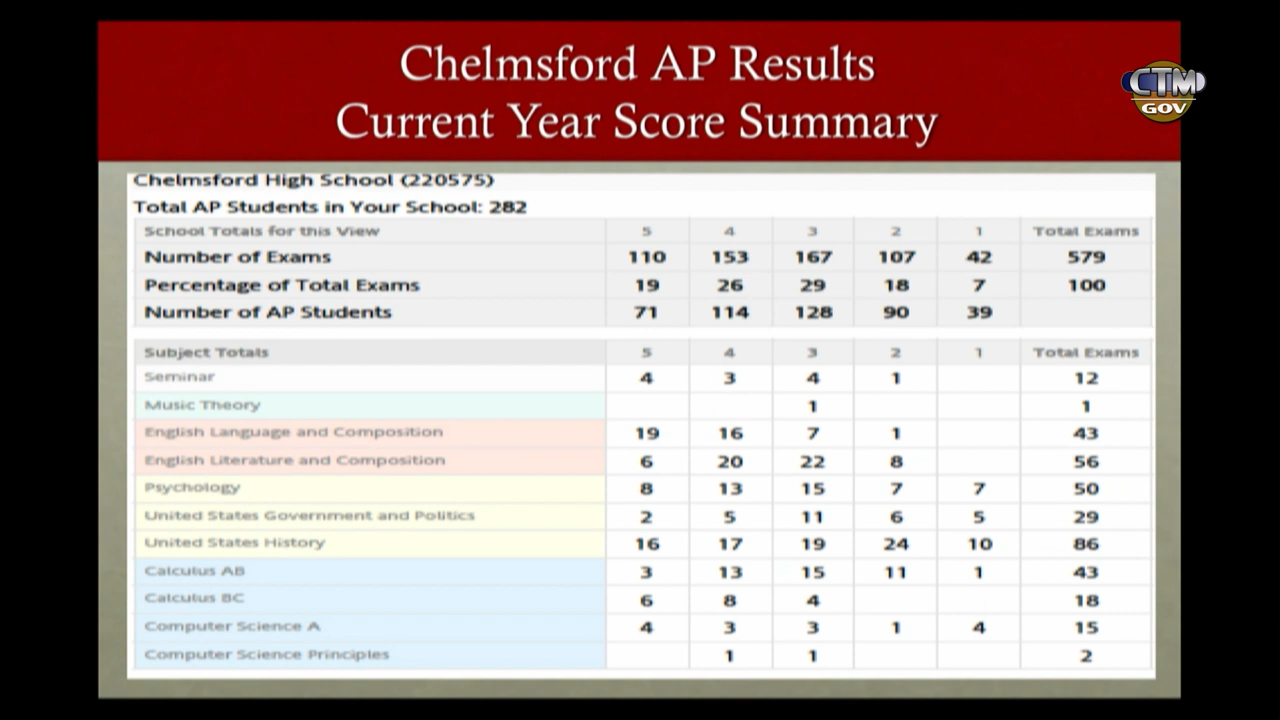 Chelmsford AP Results
Current Year Score Summary
CTM
GOV
Chelmsford High School (220575)
Total AP Students in Your School: 282
School Totals for this View 5 4 3 2 1 Total Exams
Number of Exams 110 153 167 107 42 579
Percentage of Total Exams 19 26 29 18 7 100
Number of AP Students 71 114 128 90 39
Subject Totals 5 4 3 2 1 Total Exams
Seminar 4 3 4 1 12
Music Theory 1 1
English Language and Composition 19 16 7 1 43
English Literature and Composition 6 20 22 8 56
Psychology 8 13 15 7 7 50
United States Government and Politics 2 5 11 6 5 29
United States History 16 17 19 24 10 86
Calculus AB 3 13 15 11 1 43
Calculus BC 6 8 4 18
Computer Science A 4 3 3 1 4 15
Computer Science Principles 1 1 2